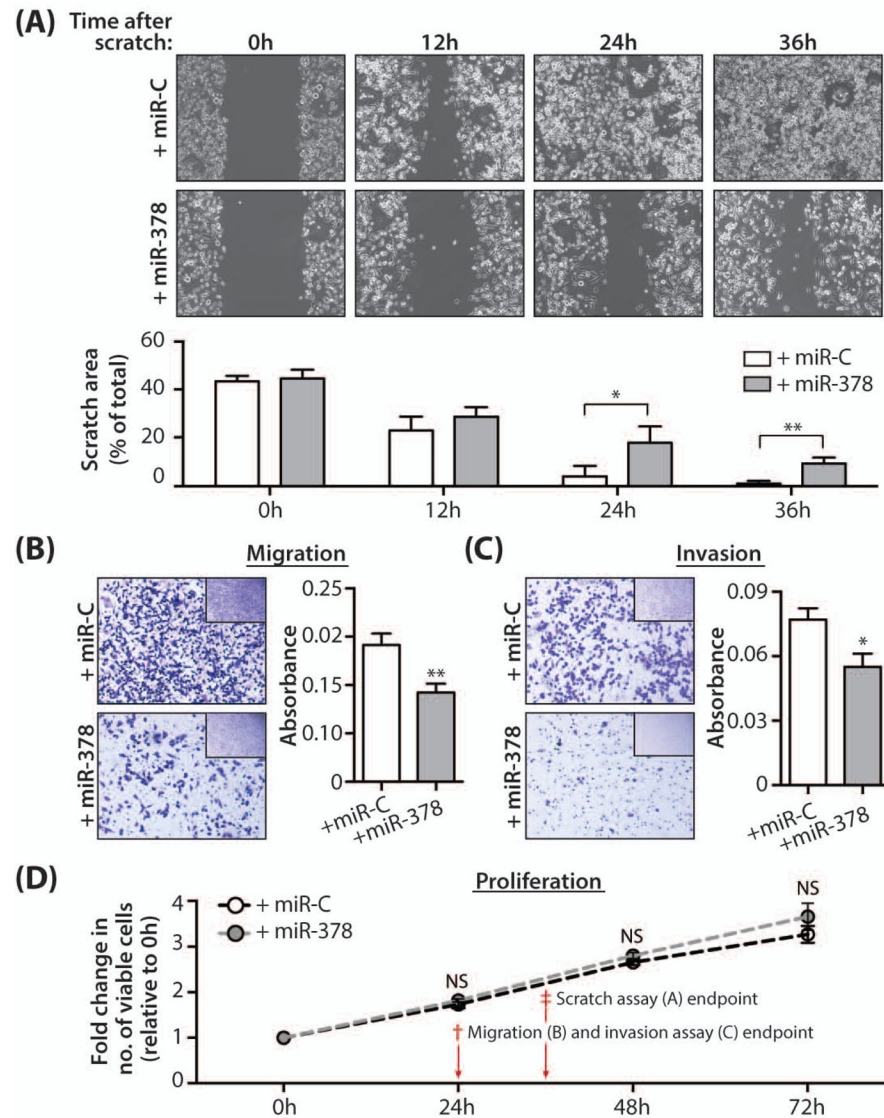 (A)
Time after
scratch:
0h
12h
24h
36h
+ miR-C
+ miR-378
Scratch area
(% of total)
60
40
20
0
+ miR-C
+ miR-378
*
**
0h
12h
24h
36h
(B)
Migration
+ miR-C
+ miR-378
Absorbance
0.25
0.02
0.15
0.10
0
**
+miR-C
+miR-378
(C)
Invasion
+ miR-C
+ miR-378
Absorbance
0.09
0.06
0.03
0
*
+miR-C
+miR-378
(D)
Proliferation
Fold change in
no. of viable cells
(relative to 0h)
4
3
2
1
0
+ miR-C
+ miR-378
NS
NS
NS
‡ Scratch assay (A) endpoint
† Migration (B) and invasion assay (C) endpoint
0h
24h
48h
72h